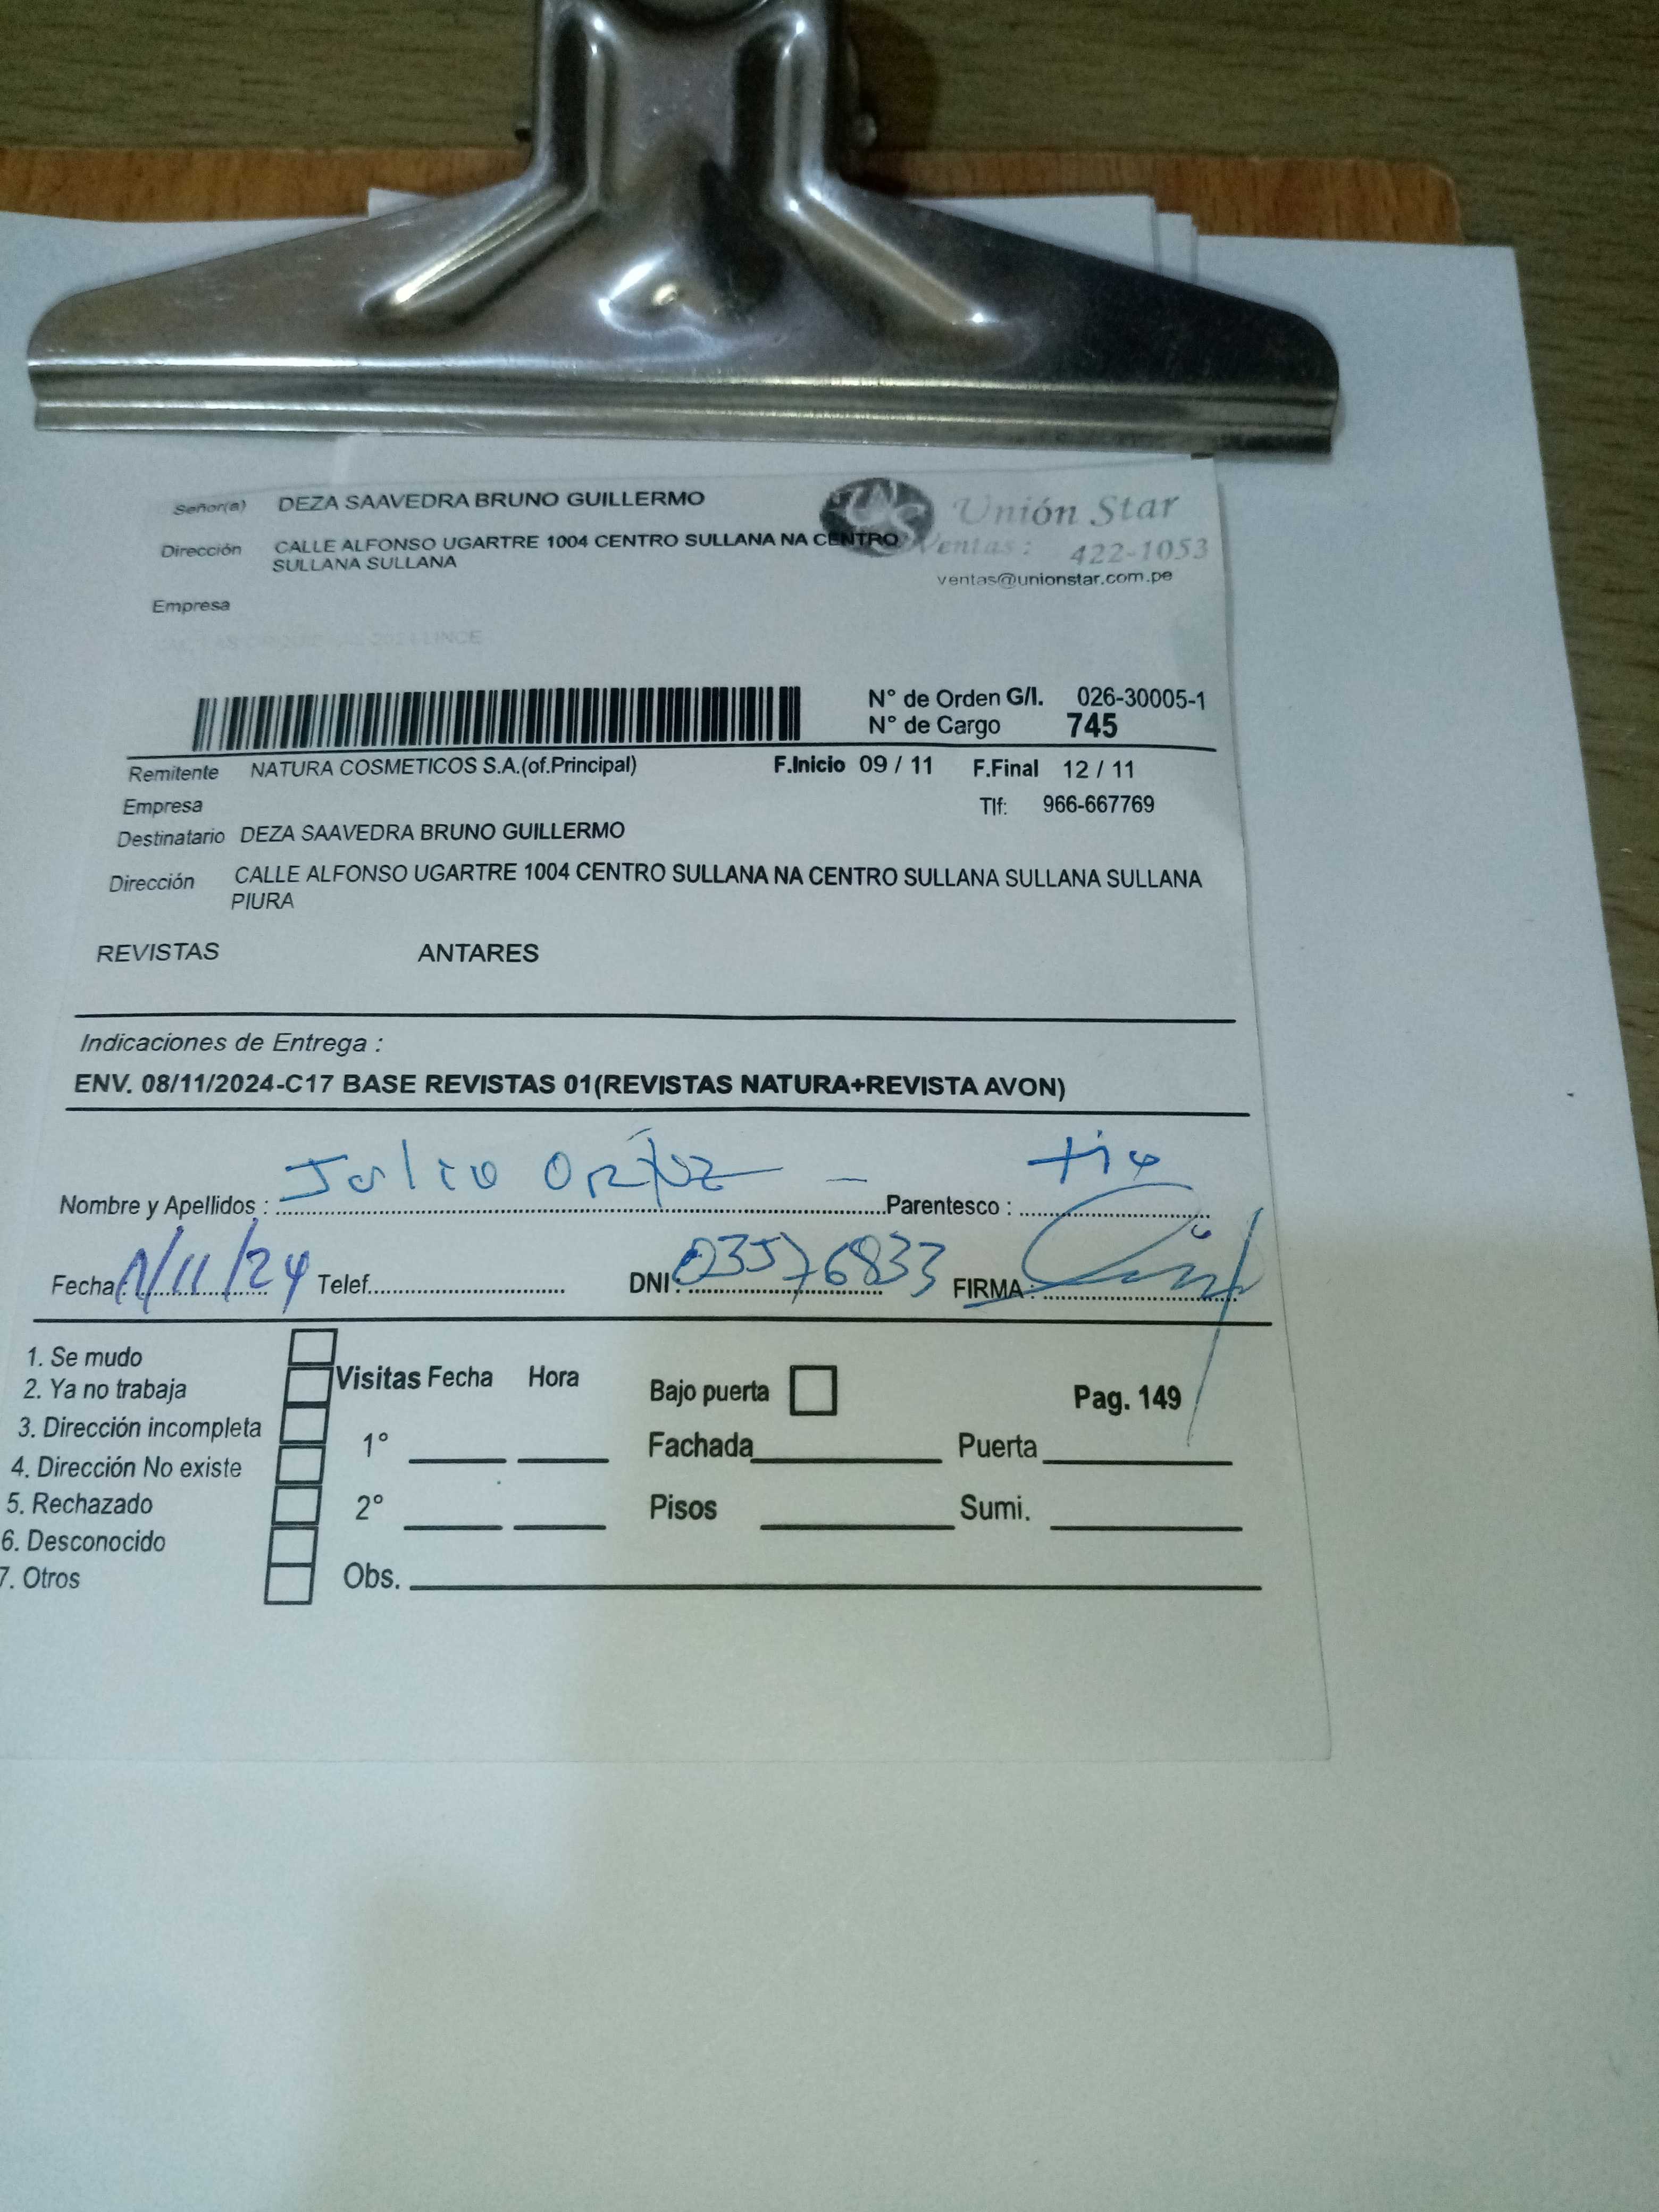 Señor(a) DEZA SAAVEDRA BRUNO GUILLERMO
Unión Star
Dirección CALLE ALFONSO UGARTRE 1004 CENTRO SULLANA NA CENTRO
SULLANA SULLANA
Ventas: 422-1053
ventas@unionstar.com.pe
Empresa
N° de Orden G/I. 026-30005-1
N° de Cargo 745
Remitente NATURA COSMETICOS S.A.(of.Principal) F.Inicio 09 / 11 F.Final 12 / 11
Empresa Tlf: 966-667769
Destinatario DEZA SAAVEDRA BRUNO GUILLERMO
Dirección CALLE ALFONSO UGARTRE 1004 CENTRO SULLANA NA CENTRO SULLANA SULLANA SULLANA
PIURA
REVISTAS ANTARES
Indicaciones de Entrega :
ENV. 08/11/2024-C17 BASE REVISTAS 01(REVISTAS NATURA+REVISTA AVON)
Nombre y Apellidos : Julio Parentesco :
Fecha: /11/24 Telef. DNI: 03576833 FIRMA:
1. Se mudo
2. Ya no trabaja
3. Dirección incompleta
4. Dirección No existe
5. Rechazado
6. Desconocido
7. Otros
Visitas Fecha Hora
1°
2°
Obs.
Bajo puerta Pag. 149
Fachada Puerta
Pisos Sumi.